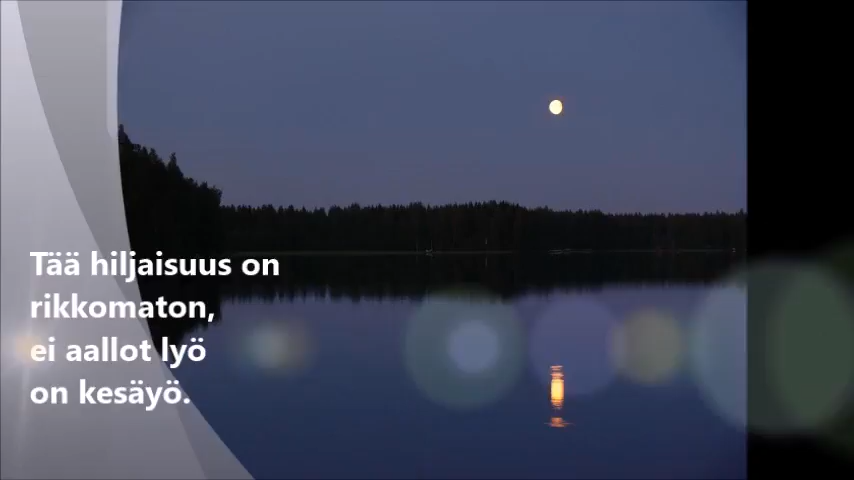 Tää hiljaisuus on
rikkomaton,
ei aallot lyö
on kesäyö.